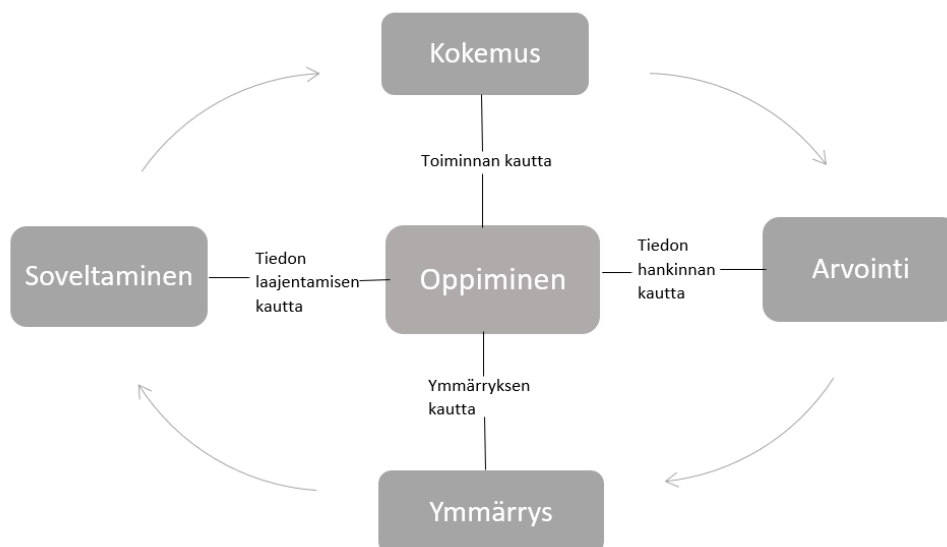 Kokemus
Toiminnan kautta
Soveltaminen
Tiedon
laajentamisen
kautta
Oppiminen
Tiedon
hankinnan
kautta
Arvointi
Ymmärryksen
kautta
Ymmärrys